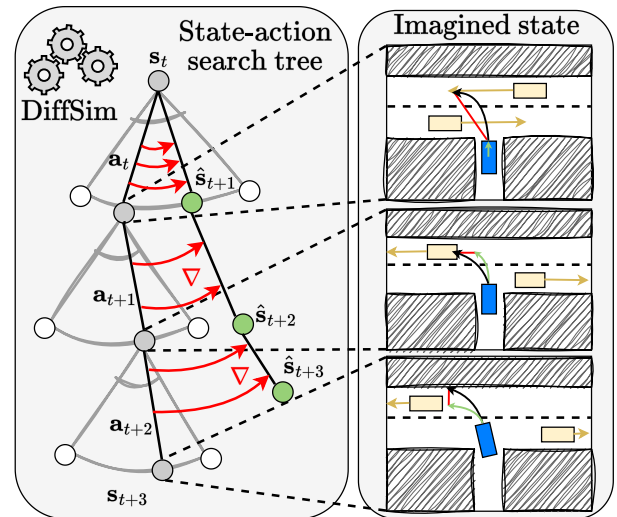 DiffSim
State-action
search tree
s_t
a_t
ŝ_{t+1}
a_{t+1}
∇
ŝ_{t+2}
∇
ŝ_{t+3}
a_{t+2}
s_{t+3}
Imagined state